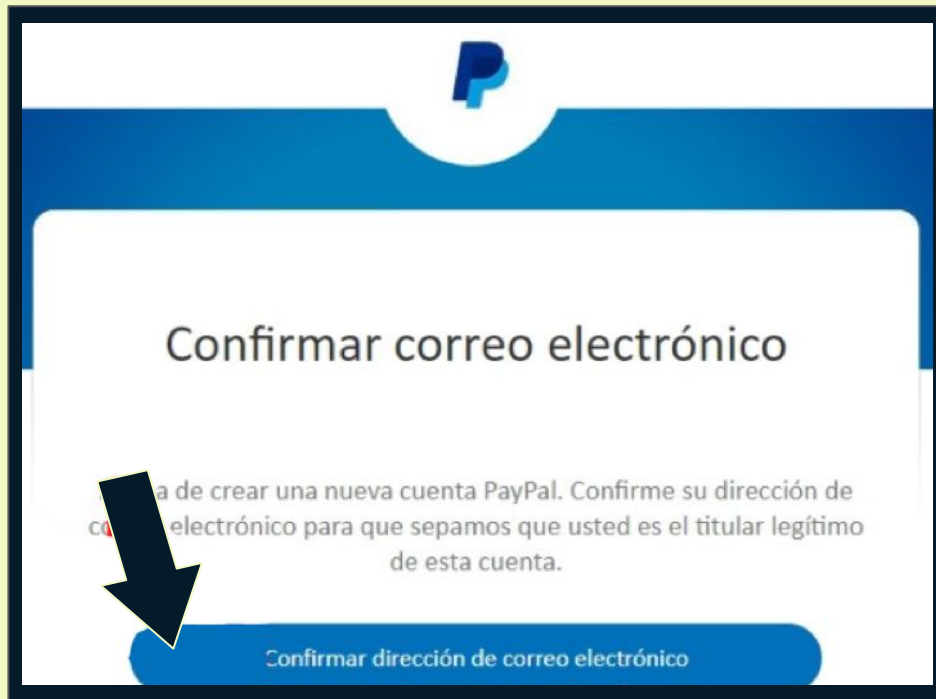 Confirmar correo electrónico
a de crear una nueva cuenta PayPal. Confirme su dirección de
electrónico para que sepamos que usted es el titular legítimo
de esta cuenta.
Confirmar dirección de correo electrónico